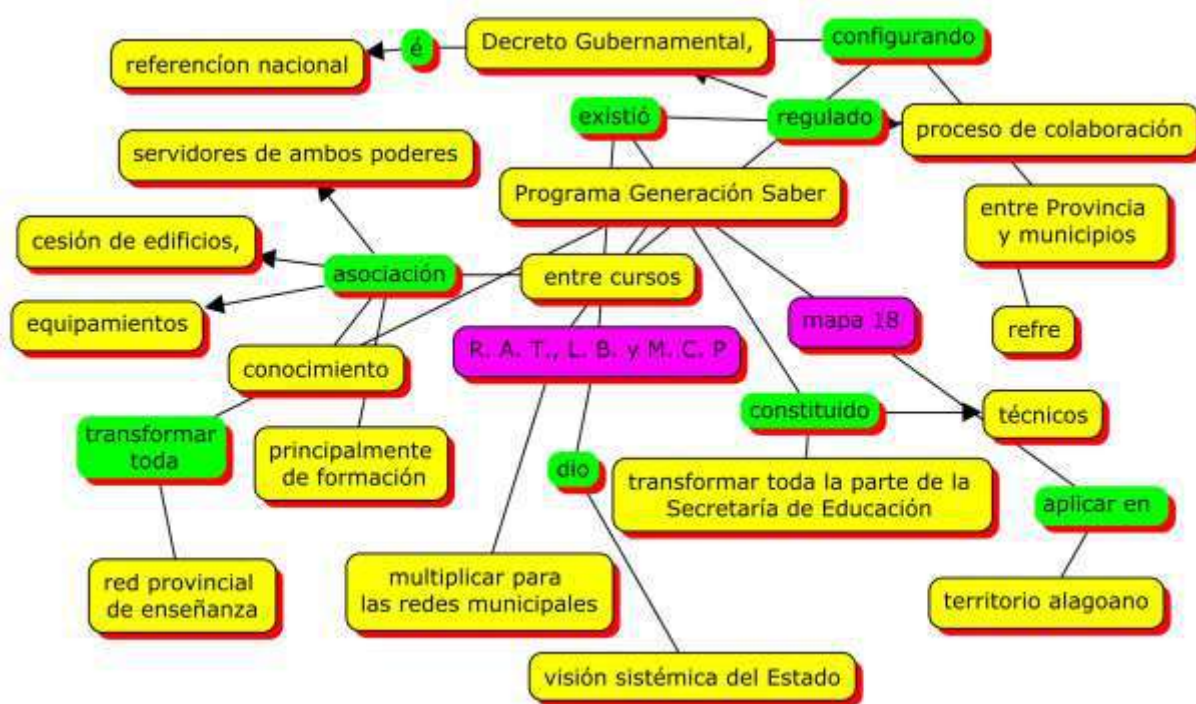 é
Decreto Gubernamental,
configurando
referencíon nacional
existió
regulado
proceso de colaboración
servidores de ambos poderes
Programa Generación Saber
entre Provincia
y municipios
cesión de edificios,
asociación
entre cursos
equipamientos
mapa 18
refre
R. A. T., L. B. y M. C. P
conocimiento
constituido
técnicos
transformar
toda
principalmente
de formación
dio
transformar toda la parte de la
Secretaría de Educación
aplicar en
red provincial
de enseñanza
multiplicar para
las redes municipales
territorio alagoano
visión sistémica del Estado